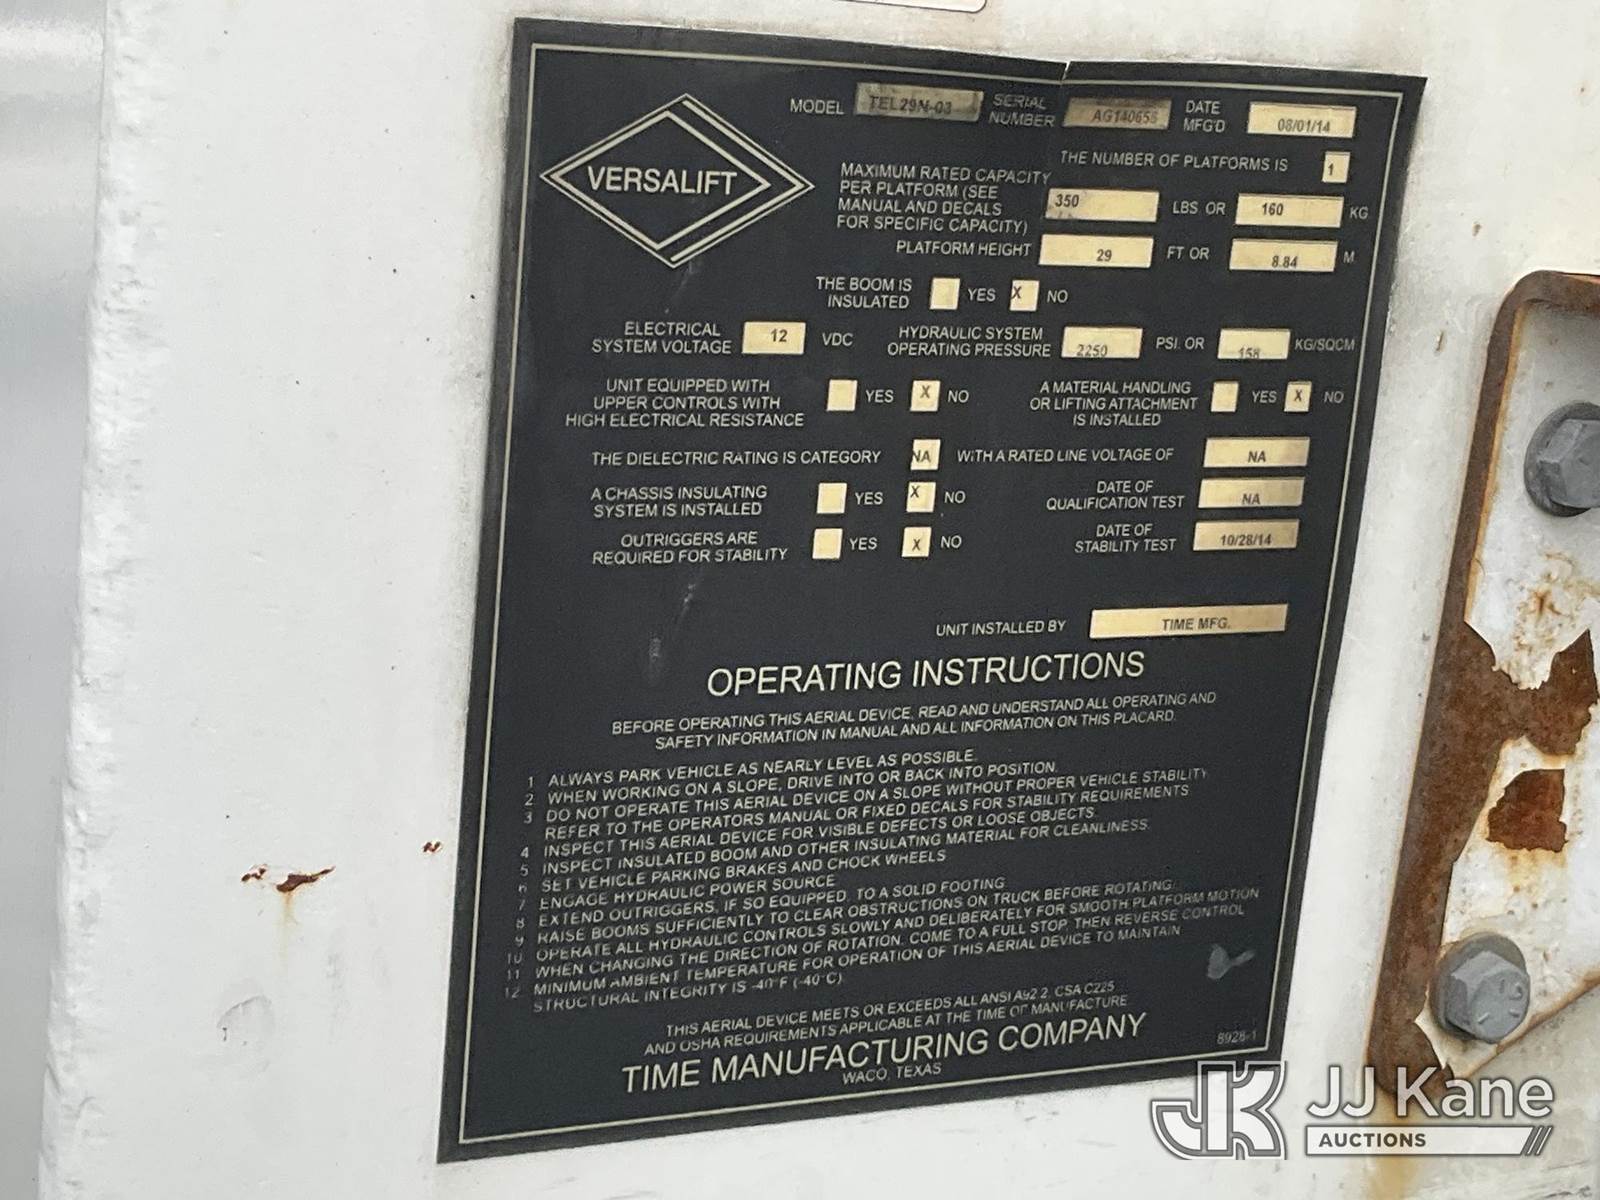 VERSALIFT
MODEL TEL29N-03 SERIAL NUMBER AG140655 DATE MFG'D 08/01/14
THE NUMBER OF PLATFORMS IS 1
MAXIMUM RATED CAPACITY
PER PLATFORM (SEE
MANUAL AND DECALS
FOR SPECIFIC CAPACITY) 350 LBS OR 160 KG
PLATFORM HEIGHT 29 FT OR 8.84 M
THE BOOM IS
INSULATED YES X NO
ELECTRICAL
SYSTEM VOLTAGE 12 VDC
HYDRAULIC SYSTEM
OPERATING PRESSURE 2250 PSI. OR 158 KG/SQCM
UNIT EQUIPPED WITH
UPPER CONTROLS WITH
HIGH ELECTRICAL RESISTANCE YES X NO
A MATERIAL HANDLING
OR LIFTING ATTACHMENT
IS INSTALLED YES X NO
THE DIELECTRIC RATING IS CATEGORY NA WITH A RATED LINE VOLTAGE OF NA
A CHASSIS INSULATING
SYSTEM IS INSTALLED YES X NO
DATE OF
QUALIFICATION TEST NA
OUTRIGGERS ARE
REQUIRED FOR STABILITY YES X NO
DATE OF
STABILITY TEST 10/28/14
UNIT INSTALLED BY TIME MFG.
OPERATING INSTRUCTIONS
BEFORE OPERATING THIS AERIAL DEVICE, READ AND UNDERSTAND ALL OPERATING AND
SAFETY INFORMATION IN MANUAL AND ALL INFORMATION ON THIS PLACARD.
1 ALWAYS PARK VEHICLE AS NEARLY LEVEL AS POSSIBLE.
2 WHEN WORKING ON A SLOPE, DRIVE INTO OR BACK INTO POSITION.
3 DO NOT OPERATE THIS AERIAL DEVICE ON A SLOPE WITHOUT PROPER VEHICLE STABILITY
REFER TO THE OPERATORS MANUAL OR FIXED DECALS FOR STABILITY REQUIREMENTS
4 INSPECT THIS AERIAL DEVICE FOR VISIBLE DEFECTS OR LOOSE OBJECTS.
5 INSPECT INSULATED BOOM AND OTHER INSULATING MATERIAL FOR CLEANLINESS.
6 SET VEHICLE PARKING BRAKES AND CHOCK WHEELS
7 ENGAGE HYDRAULIC POWER SOURCE
8 EXTEND OUTRIGGERS, IF SO EQUIPPED, TO A SOLID FOOTING
9 RAISE BOOMS SUFFICIENTLY TO CLEAR OBSTRUCTIONS ON TRUCK BEFORE ROTATING.
10 OPERATE ALL HYDRAULIC CONTROLS SLOWLY AND DELIBERATELY FOR SMOOTH PLATFORM MOTION
11 WHEN CHANGING THE DIRECTION OF ROTATION, COME TO A FULL STOP, THEN REVERSE CONTROL
12 MINIMUM AMBIENT TEMPERATURE FOR OPERATION OF THIS AERIAL DEVICE TO MAINTAIN
STRUCTURAL INTEGRITY IS -40°F (-40°C).
THIS AERIAL DEVICE MEETS OR EXCEEDS ALL ANSI A92.2, CSA C225
AND OSHA REQUIREMENTS APPLICABLE AT THE TIME OF MANUFACTURE
TIME MANUFACTURING COMPANY
WACO, TEXAS
8928-1
JK JJ Kane
AUCTIONS